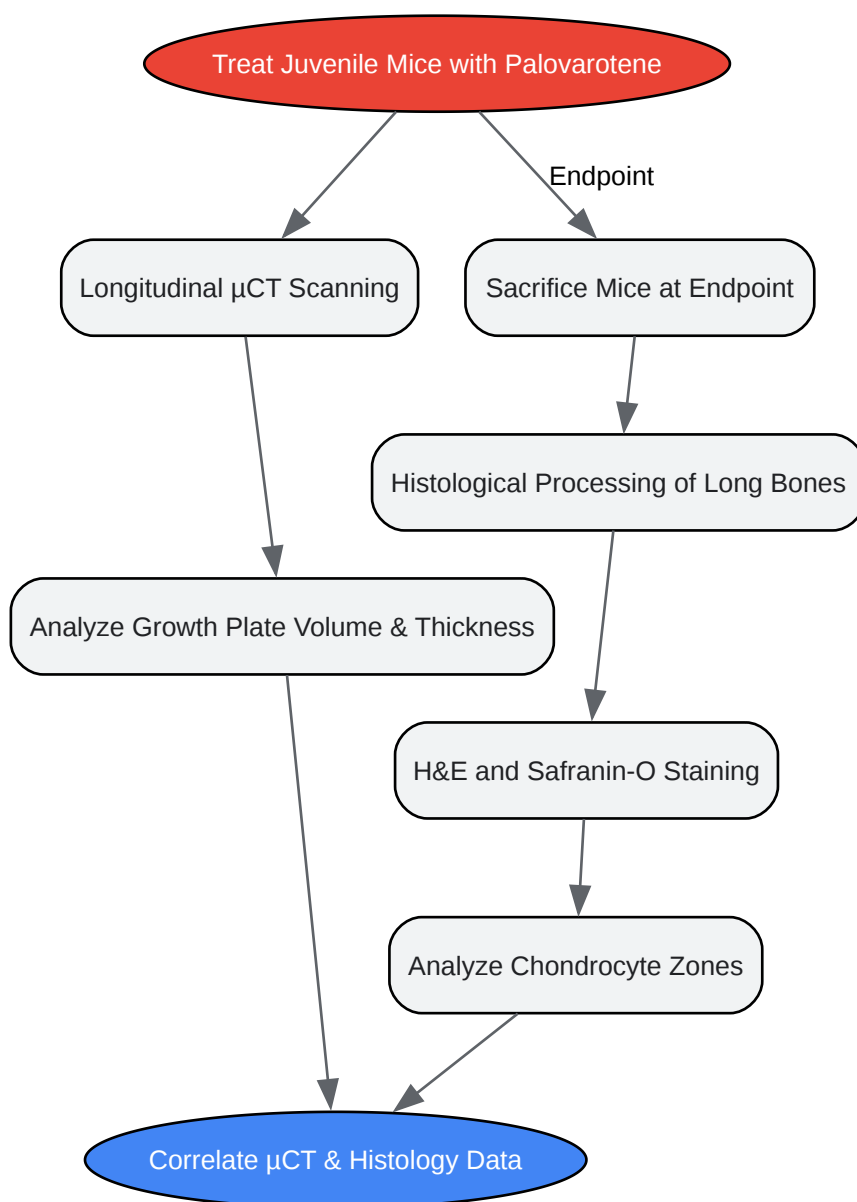 Treat Juvenile Mice with Palovarotene
Endpoint
Longitudinal µCT Scanning
Sacrifice Mice at Endpoint
Histological Processing of Long Bones
Analyze Growth Plate Volume & Thickness
H&E and Safranin-O Staining
Analyze Chondrocyte Zones
Correlate µCT & Histology Data